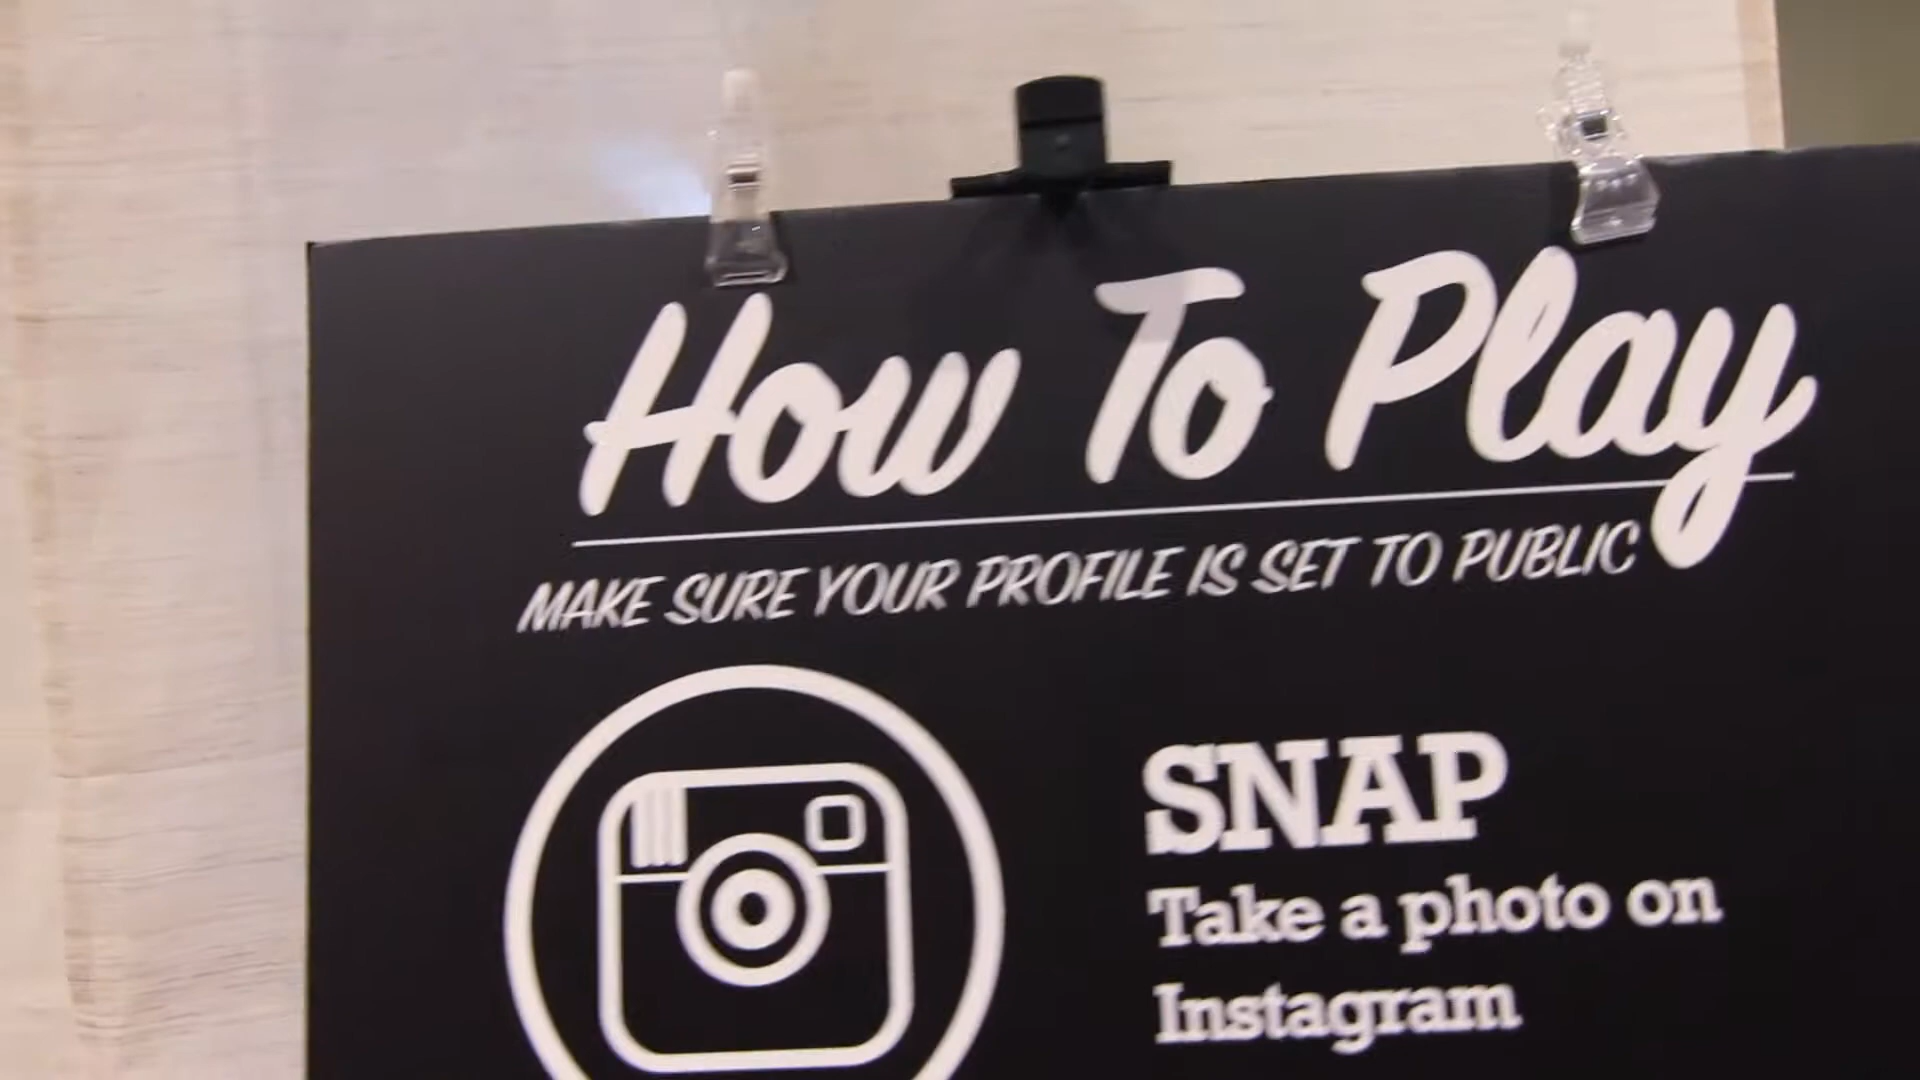 How To Play
MAKE SURE YOUR PROFILE IS SET TO PUBLIC
SNAP
Take a photo on
Instagram